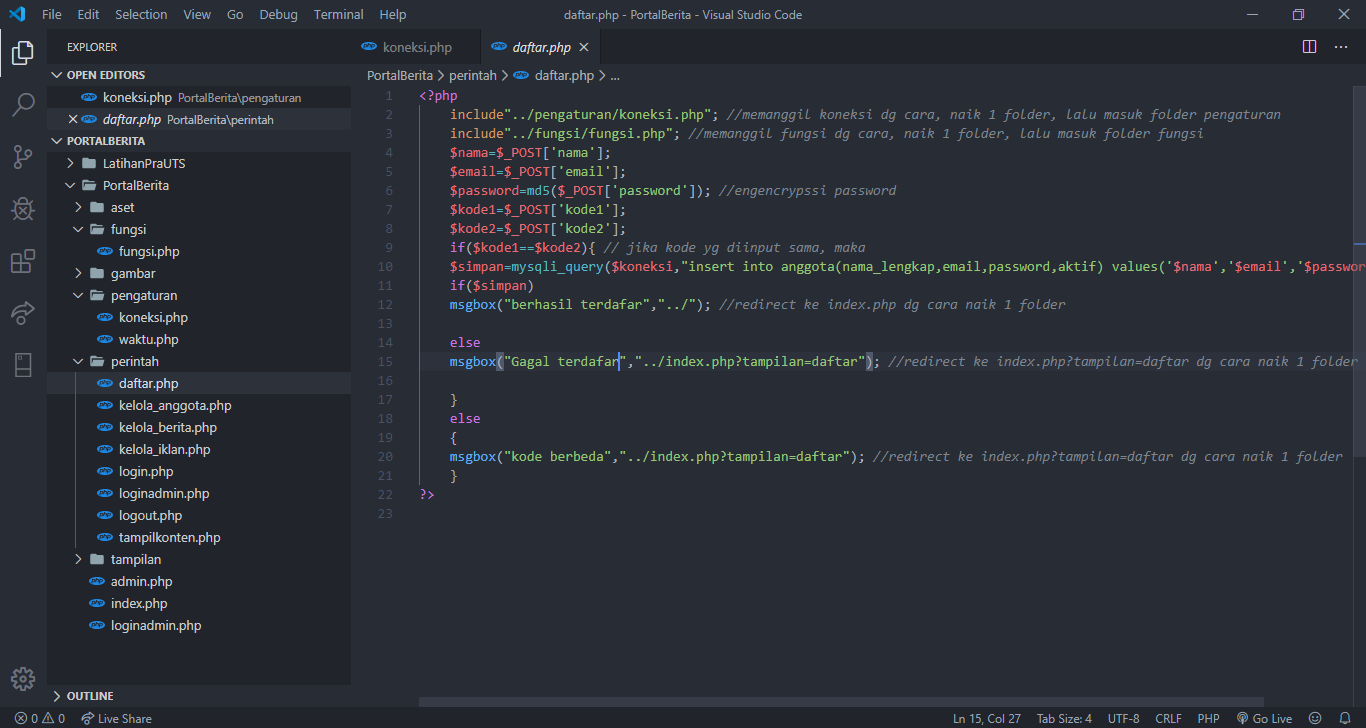 File Edit Selection View Go Debug Terminal Help
daftar.php - PortalBerita - Visual Studio Code
EXPLORER
OPEN EDITORS
koneksi.php PortalBerita\pengaturan
daftar.php PortalBerita\perintah
PORTALBERITA
LatihanPraUTS
PortalBerita
aset
fungsi
fungsi.php
gambar
pengaturan
koneksi.php
waktu.php
perintah
daftar.php
kelola_anggota.php
kelola_berita.php
kelola_iklan.php
login.php
loginadmin.php
logout.php
tampilkonten.php
tampilan
admin.php
index.php
loginadmin.php
OUTLINE
koneksi.php
daftar.php
PortalBerita > perintah > daftar.php > ...
1 <?php
2 include"../pengaturan/koneksi.php"; //memanggil koneksi dg cara, naik 1 folder, lalu masuk folder pengaturan
3 include"../fungsi/fungsi.php"; //memanggil fungsi dg cara, naik 1 folder, lalu masuk folder fungsi
4 $nama=$_POST['nama'];
5 $email=$_POST['email'];
6 $password=md5($_POST['password']); //engencrypssi password
7 $kode1=$_POST['kode1'];
8 $kode2=$_POST['kode2'];
9 if($kode1==$kode2){ // jika kode yg diinput sama, maka
10 $simpan=mysqli_query($koneksi,"insert into anggota(nama_lengkap,email,password,aktif) values('$nama','$email','$passwor
11 if($simpan)
12 msgbox("berhasil terdafar","../"); //redirect ke index.php dg cara naik 1 folder
13
14 else
15 msgbox("Gagal terdafar","../index.php?tampilan=daftar"); //redirect ke index.php?tampilan=daftar dg cara naik 1 folder
16
17 }
18 else
19 {
20 msgbox("kode berbeda","../index.php?tampilan=daftar"); //redirect ke index.php?tampilan=daftar dg cara naik 1 folder
21 }
22 ?>
23
0 0 Live Share
Ln 15, Col 27 Tab Size: 4 UTF-8 CRLF PHP Go Live